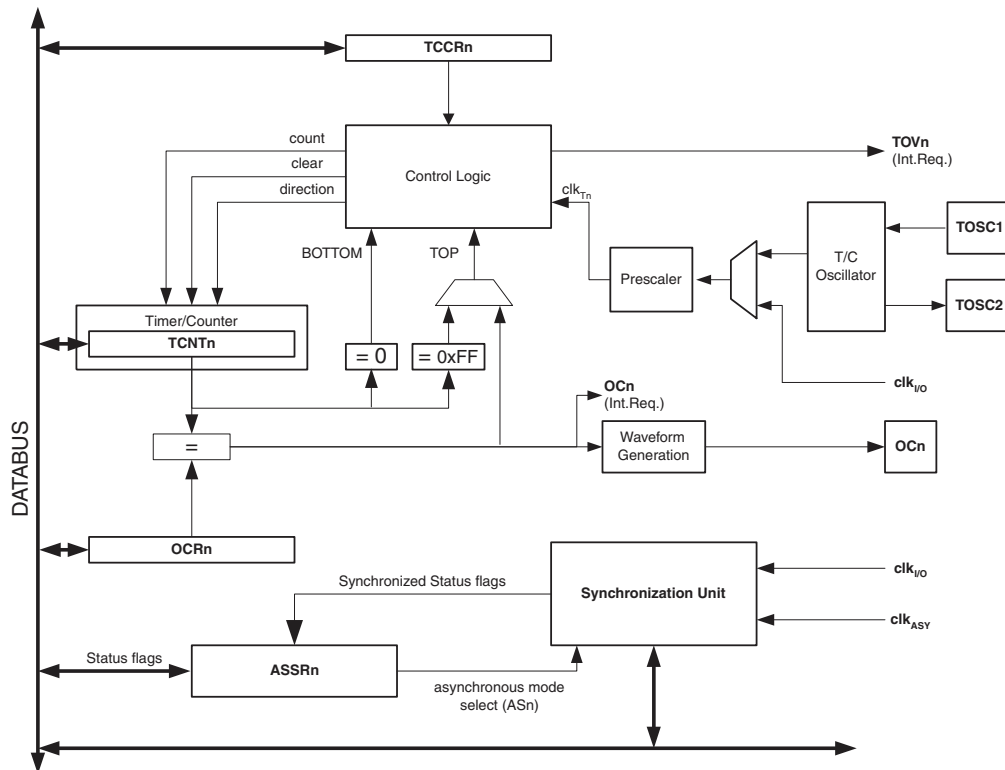 TCCRn
count
clear
direction
Control Logic
TOVn
(Int.Req.)
clkTn
BOTTOM
TOP
Prescaler
T/C
Oscillator
TOSC1
TOSC2
Timer/Counter
TCNTn
= 0
= 0xFF
OCn
(Int.Req.)
clkI/O
=
Waveform
Generation
OCn
DATABUS
OCRn
Synchronized Status flags
Synchronization Unit
clkI/O
clkASY
Status flags
ASSRn
asynchronous mode
select (ASn)